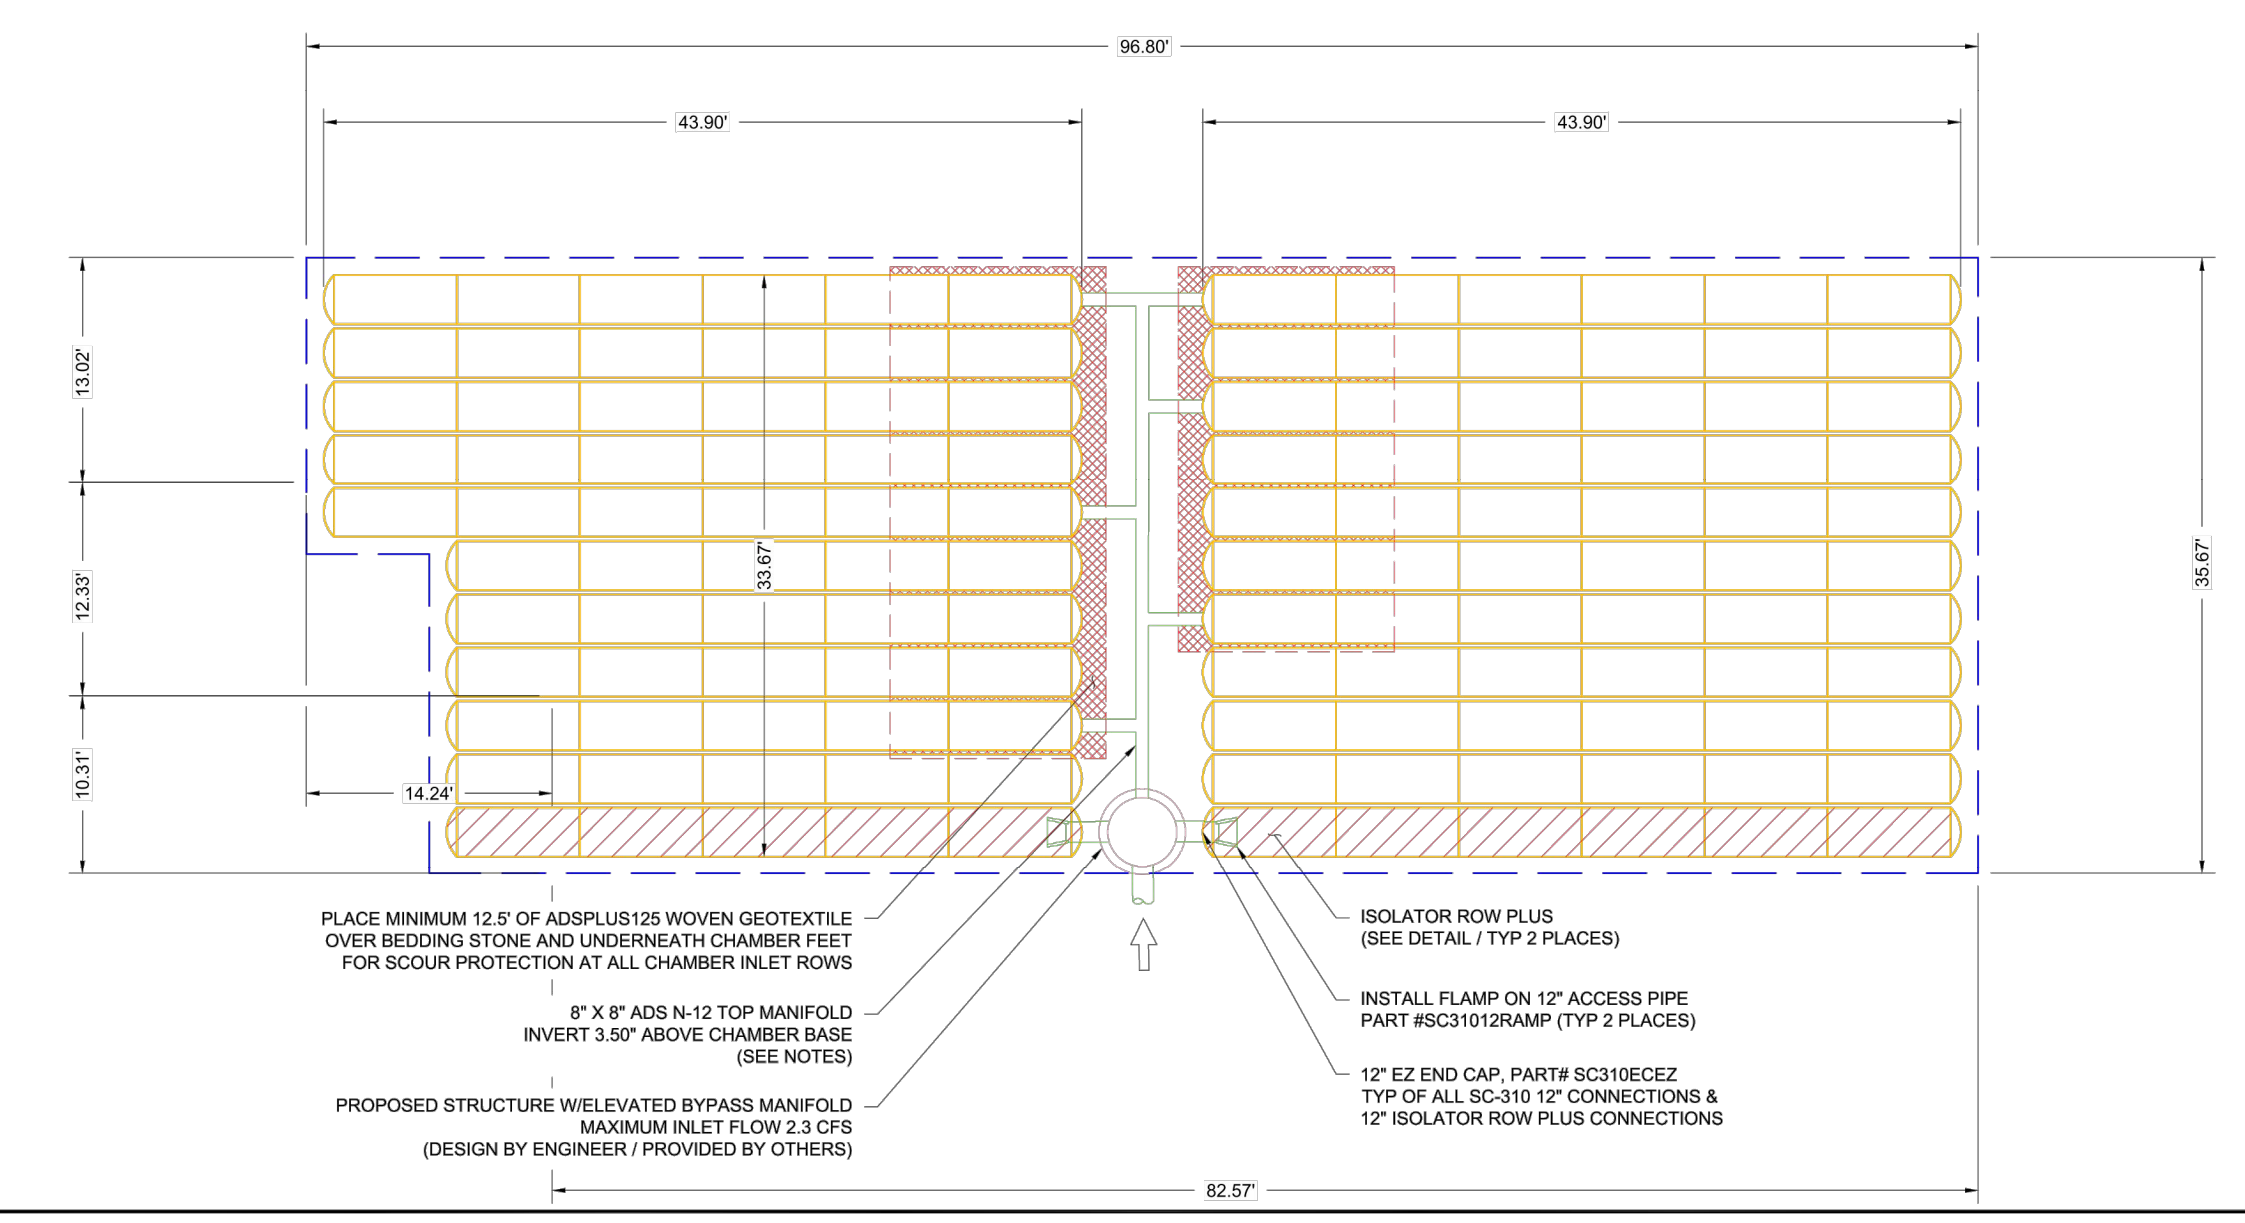 96.80'
43.90'
43.90'
13.02'
12.33'
10.31'
33.67'
35.67'
14.24'
PLACE MINIMUM 12.5' OF ADSPLUS125 WOVEN GEOTEXTILE
OVER BEDDING STONE AND UNDERNEATH CHAMBER FEET
FOR SCOUR PROTECTION AT ALL CHAMBER INLET ROWS
8" X 8" ADS N-12 TOP MANIFOLD
INVERT 3.50" ABOVE CHAMBER BASE
(SEE NOTES)
PROPOSED STRUCTURE W/ELEVATED BYPASS MANIFOLD
MAXIMUM INLET FLOW 2.3 CFS
(DESIGN BY ENGINEER / PROVIDED BY OTHERS)
ISOLATOR ROW PLUS
(SEE DETAIL / TYP 2 PLACES)
INSTALL FLAMP ON 12" ACCESS PIPE
PART #SC31012RAMP (TYP 2 PLACES)
12" EZ END CAP, PART# SC310ECEZ
TYP OF ALL SC-310 12" CONNECTIONS &
12" ISOLATOR ROW PLUS CONNECTIONS
82.57'